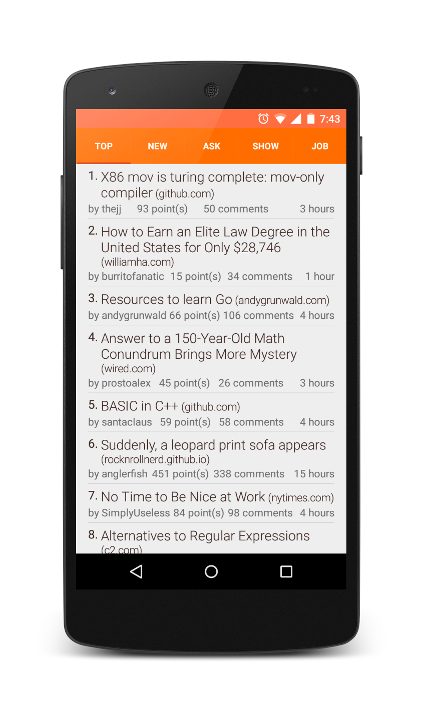 7:43
TOP NEW ASK SHOW JOB
1. X86 mov is turing complete: mov-only
compiler (github.com)
by thejj 93 point(s) 50 comments 3 hours
2. How to Earn an Elite Law Degree in the
United States for Only $28,746
(williamha.com)
by burritofanatic 15 point(s) 34 comments 1 hour
3. Resources to learn Go (andygrunwald.com)
by andygrunwald 66 point(s) 106 comments 4 hours
4. Answer to a 150-Year-Old Math
Conundrum Brings More Mystery
(wired.com)
by prostoalex 45 point(s) 26 comments 3 hours
5. BASIC in C++ (github.com)
by santaclaus 59 point(s) 58 comments 4 hours
6. Suddenly, a leopard print sofa appears
(rocknrollnerd.github.io)
by anglerfish 451 point(s) 338 comments 15 hours
7. No Time to Be Nice at Work (nytimes.com)
by SimplyUseless 84 point(s) 98 comments 4 hours
8. Alternatives to Regular Expressions
(c2.com)